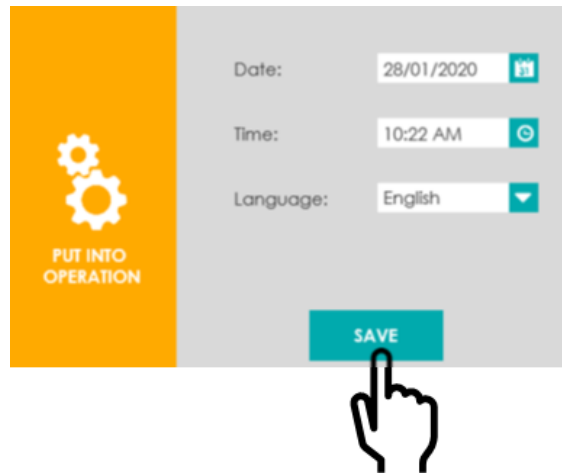 Date: 28/01/2020
Time: 10:22 AM
Language: English
PUT INTO
OPERATION
SAVE